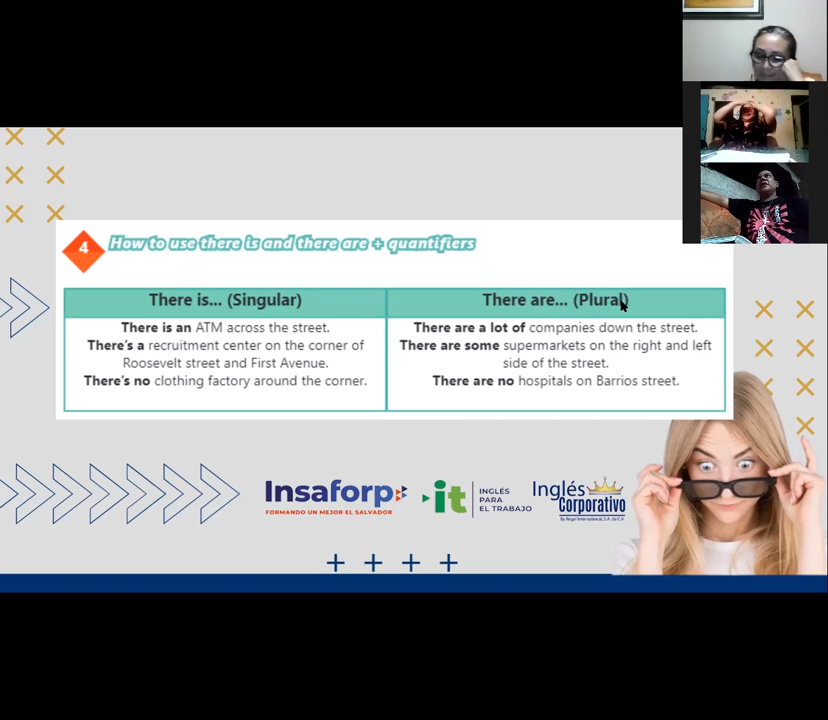 4
How to use there is and there are + quantifiers
There is... (Singular)
There is an ATM across the street.
There's a recruitment center on the corner of
Roosevelt street and First Avenue.
There's no clothing factory around the corner.
There are... (Plural)
There are a lot of companies down the street.
There are some supermarkets on the right and left
side of the street.
There are no hospitals on Barrios street.
Insaforp
FORMANDO UN MEJOR EL SALVADOR
it
INGLÉS
PARA
EL TRABAJO
Inglés
Corporativo